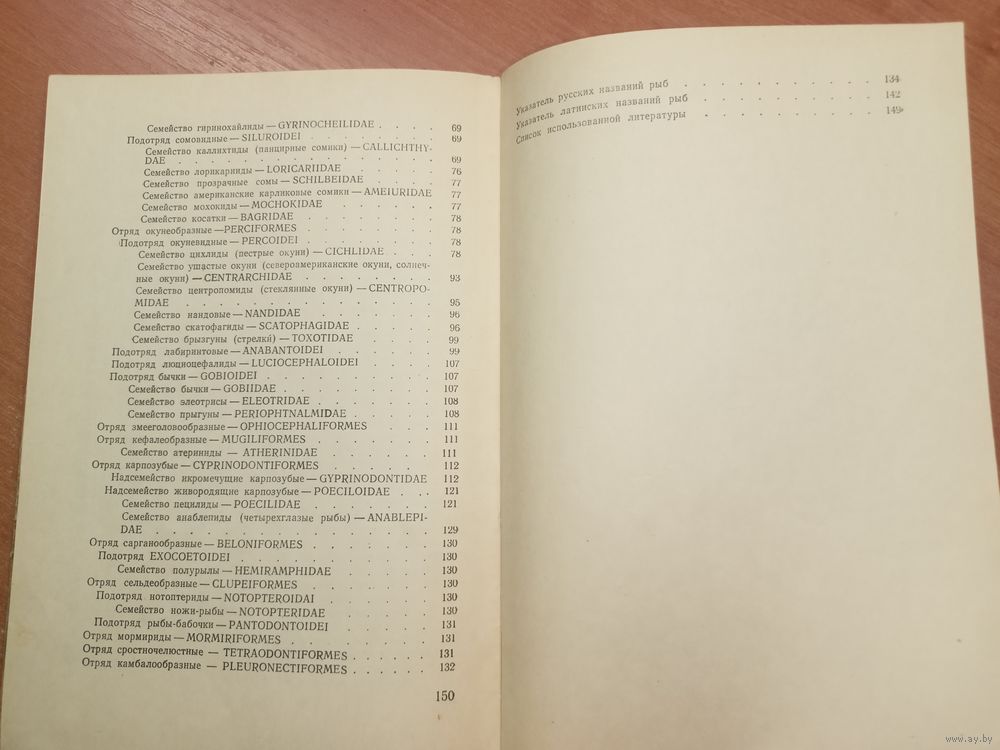 Семейство гиринохайлиды — GYRINOCHEILIDAE . . . . 69
Подотряд сомовидные — SILUROIDEI . . . . . . . 69
Семейство каллихтиды (панцирные сомики) — CALLICHTHY-
DAE . . . . . . . . . . . . . . . 69
Семейство лорикарииды — LORICARIIDAE . . . . . 76
Семейство прозрачные сомы — SCHILBEIDAE . . . . . 77
Семейство американские карликовые сомики — AMEIURIDAE 77
Семейство мохокиды — MOCHOKIDAE . . . . . . . 77
Семейство косатки — BAGRIDAE . . . . . . . 78
Отряд окунеобразные — PERCIFORMES . . . . . . . 78
Подотряд окуневидные — PERCOIDEI . . . . . . . 78
Семейство цихлиды (пестрые окуни) — CICHLIDAE . . . 78
Семейство ушастые окуни (североамериканские окуни, солнеч-
ные окуни) — CENTRARCHIDAE . . . . . . . 93
Семейство центропомиды (стеклянные окуни) — CENTROPO-
MIDAE . . . . . . . . . . . . . . 95
Семейство нандовые — NANDIDAE . . . . . . . 96
Семейство скатофагиды — SCATOPHAGIDAE . . . . . 96
Семейство брызгуны (стрелки) — TOXOTIDAE . . . . 99
Подотряд лабиринтовые — ANABANTOIDEI . . . . . 99
Подотряд люциоцефалиды — LUCIOCEPHALOIDEI . . . . 107
Подотряд бычки — GOBIOIDEI . . . . . . . . . 107
Семейство бычки — GOBIIDAE . . . . . . . . 107
Семейство элеотрисы — ELEOTRIDAE . . . . . . 108
Семейство прыгуны — PERIOPHTNALMIDAE . . . . . 108
Отряд змееголовообразные — OPHIOCEPHALIFORMES . . . 111
Отряд кефалеобразные — MUGILIFORMES . . . . . . 111
Семейство атериниды — ATHERINIDAE . . . . . 111
Отряд карпозубые — CYPRINODONTIFORMES . . . . . 112
Надсемейство икромечущие карпозубые — GYPRINODONTIDAE 112
Надсемейство живородящие карпозубые — POECILOIDAE . . . 121
Семейство пецилиды — POECILIDAE . . . . . . 121
Семейство анаблепиды (четырехглазые рыбы) — ANABLEPI-
DAE . . . . . . . . . . . . . . 129
Отряд сарганообразные — BELONIFORMES . . . . . . 130
Подотряд EXOCOETOIDEI . . . . . . . . . . 130
Семейство полурылы — HEMIRAMPHIDAE . . . . . 130
Отряд сельдеобразные — CLUPEIFORMES . . . . . . 130
Подотряд нотоптериды — NOTOPTEROIDAI . . . . . 130
Семейство ножи-рыбы — NOTOPTERIDAE . . . . . 130
Подотряд рыбы-бабочки — PANTODONTOIDEI . . . . . 131
Отряд мормириды — MORMIRIFORMES . . . . . . . 131
Отряд сростночелюстные — TETRAODONTIFORMES . . . . . . 131
Отряд камбалообразные — PLEURONECTIFORMES . . . . . . 132
150
Указатель русских названий рыб . . . . . . . . . . 134
Указатель латинских названий рыб . . . . . . . . . 142
Список использованной литературы . . . . . . . . . 149
www.ay.by